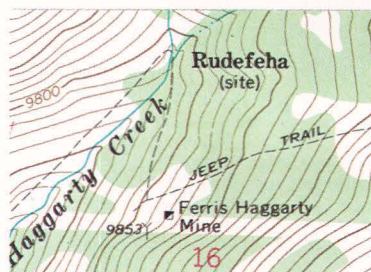 Rudefeha
(site)
9800
Haggarty Creek
JEEP TRAIL
Ferris Haggarty
Mine
9853
16